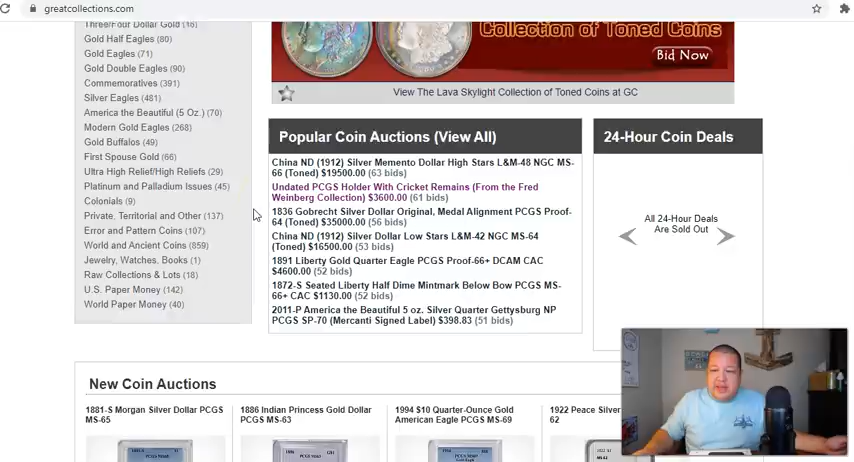 greatcollections.com
Three/Four Dollar Gold (16)
Gold Half Eagles (80)
Gold Eagles (71)
Gold Double Eagles (90)
Commemoratives (391)
Silver Eagles (481)
America the Beautiful (5 Oz.) (70)
Modern Gold Eagles (268)
Gold Buffalos (49)
First Spouse Gold (66)
Ultra High Relief/High Reliefs (29)
Platinum and Palladium Issues (45)
Colonials (9)
Private, Territorial and Other (137)
Error and Pattern Coins (107)
World and Ancient Coins (859)
Jewelry, Watches. Books (1)
Raw Collections & Lots (18)
U.S. Paper Money (142)
World Paper Money (40)
Collection of Toned Coins
Bid Now
View The Lava Skylight Collection of Toned Coins at GC
Popular Coin Auctions (View All)
China ND (1912) Silver Memento Dollar High Stars L&M-48 NGC MS-
66 (Toned) $19500.00 (63 bids)
Undated PCGS Holder With Cricket Remains (From the Fred
Weinberg Collection) $3600.00 (61 bids)
1836 Gobrecht Silver Dollar Original, Medal Alignment PCGS Proof-
64 (Toned) $35000.00 (56 bids)
China ND (1912) Silver Dollar Low Stars L&M-42 NGC MS-64
(Toned) $16500.00 (53 bids)
1891 Liberty Gold Quarter Eagle PCGS Proof-66+ DCAM CAC
$4600.00 (52 bids)
1872-S Seated Liberty Half Dime Mintmark Below Bow PCGS MS-
66+ CAC $1130.00 (52 bids)
2011-P America the Beautiful 5 oz. Silver Quarter Gettysburg NP
PCGS SP-70 (Mercanti Signed Label) $398.83 (51 bids)
24-Hour Coin Deals
All 24-Hour Deals
Are Sold Out
New Coin Auctions
1881-S Morgan Silver Dollar PCGS
MS-65
1886 Indian Princess Gold Dollar
PCGS MS-63
1994 $10 Quarter-Ounce Gold
American Eagle PCGS MS-69
1922 Peace Silver
62